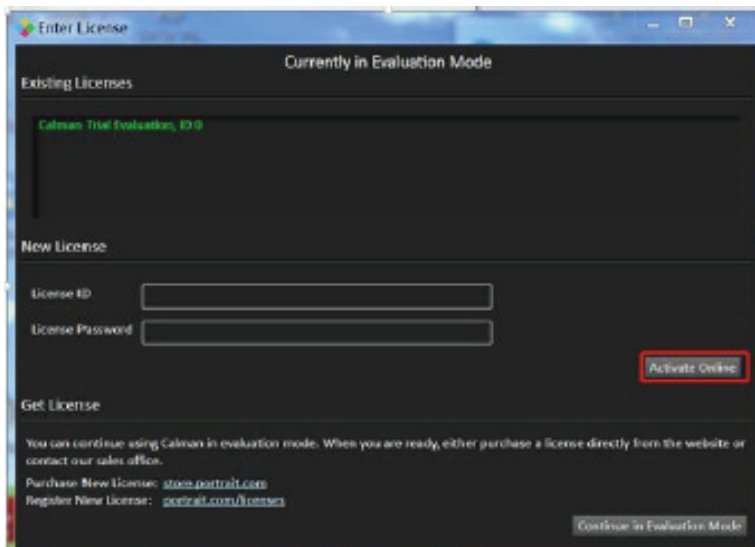 Enter License
Currently in Evaluation Mode
Existing Licenses
Calman Trial Evaluation, ID:0
New License
License ID
License Password
Activate Online
Get License
You can continue using Calman in evaluation mode. When you are ready, either purchase a license directly from the website or
contact our sales office.
Purchase New License: store.portrait.com
Register New License: portrait.com/licenses
Continue in Evaluation Mode